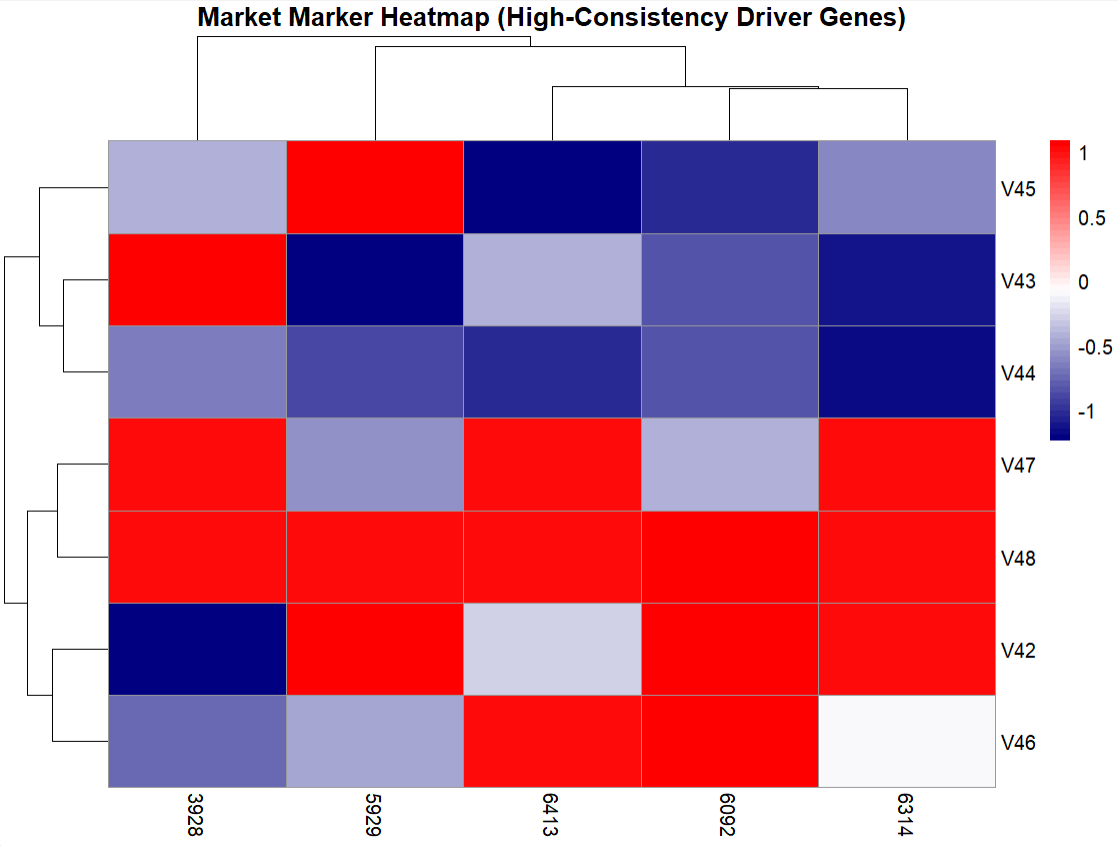 Market Marker Heatmap (High-Consistency Driver Genes)
1
0.5
0
-0.5
-1
V45
V43
V44
V47
V48
V42
V46
3928
5929
6413
6092
6314